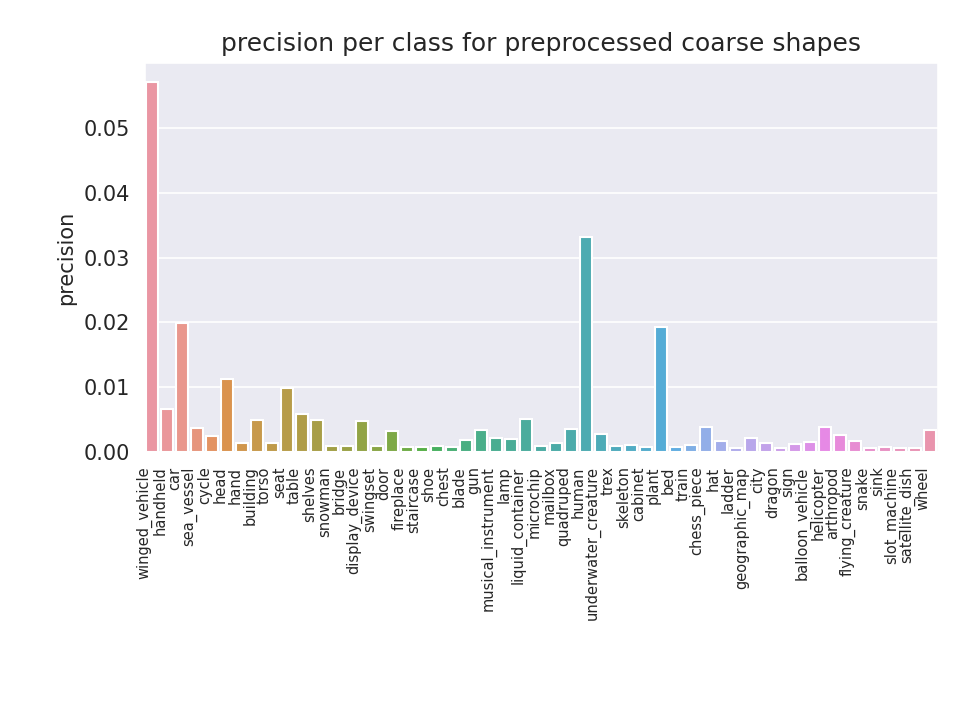 precision per class for preprocessed coarse shapes
precision
0.05
0.04
0.03
0.02
0.01
0.00
winged_vehicle
handheld
car
sea_vessel
cycle
head
hand
building
torso
seat
table
shelves
snowman
bridge
display_device
swingset
door
fireplace
staircase
shoe
chest
blade
gun
musical_instrument
lamp
liquid_container
microchip
mailbox
quadruped
human
underwater_creature
trex
skeleton
cabinet
plant
bed
train
chess_piece
hat
ladder
geographic_map
city
dragon
sign
balloon_vehicle
helicopter
arthropod
flying_creature
snake
sink
slot_machine
satellite_dish
wheel